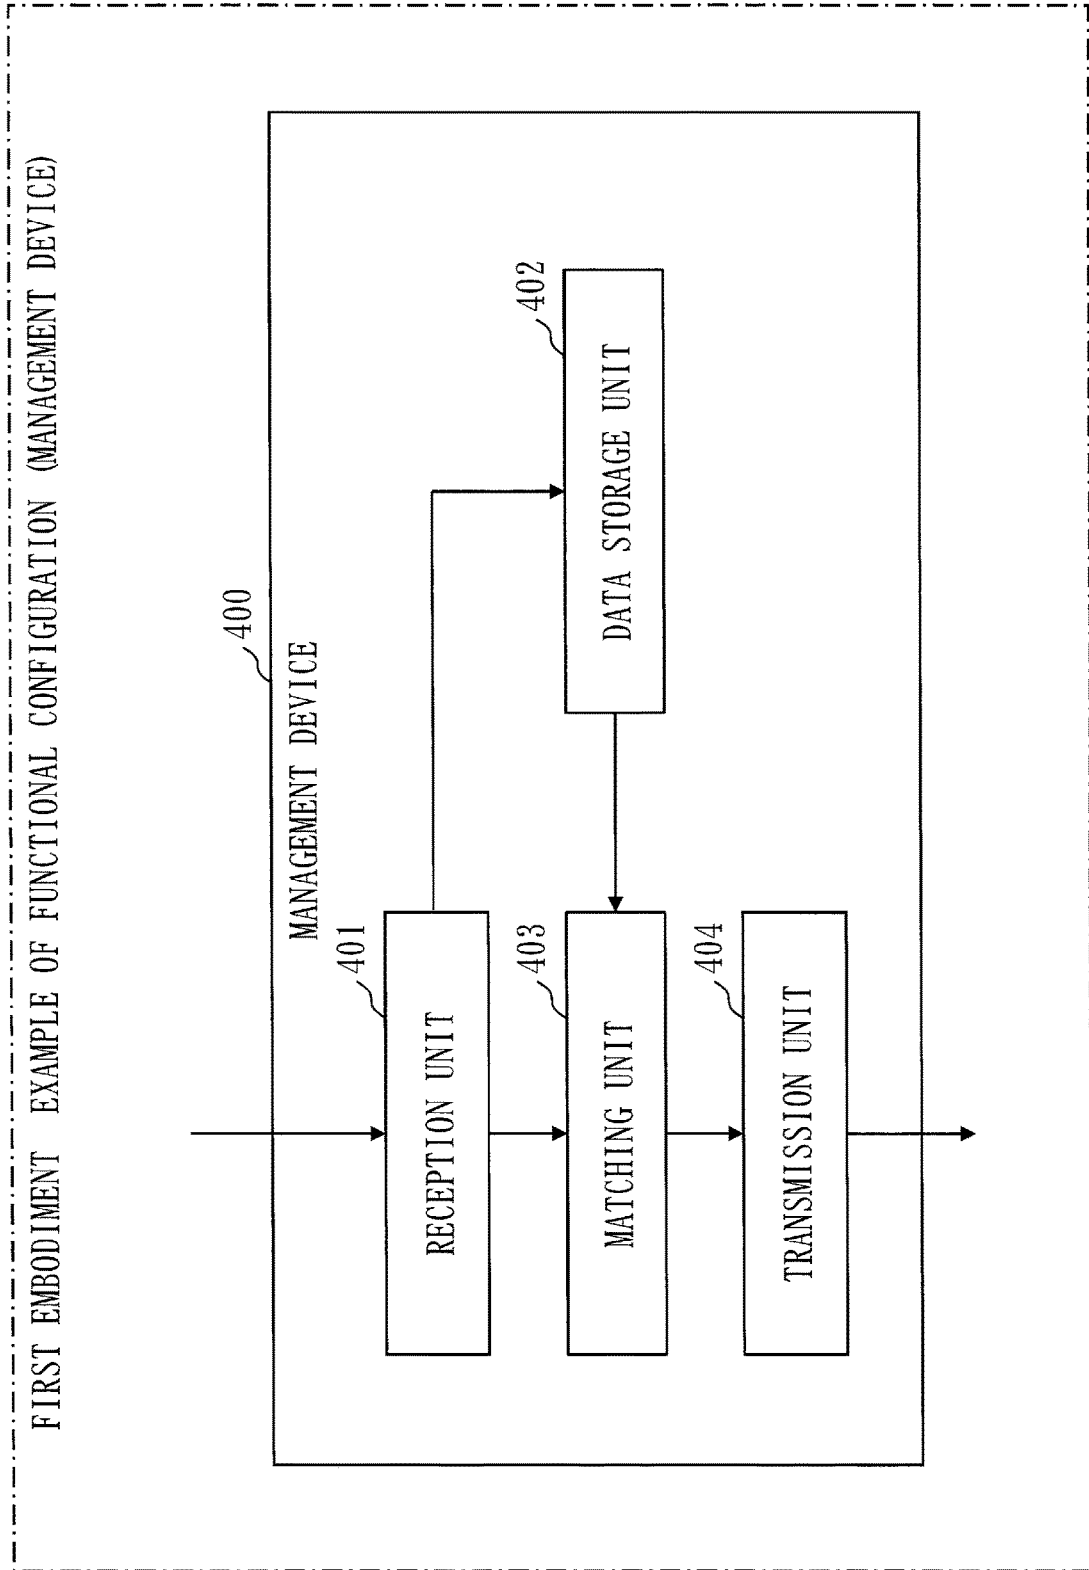 FIRST EMBODIMENT EXAMPLE OF FUNCTIONAL CONFIGURATION (MANAGEMENT DEVICE)
400
MANAGEMENT DEVICE
401
RECEPTION UNIT
402
DATA STORAGE UNIT
403
MATCHING UNIT
404
TRANSMISSION UNIT